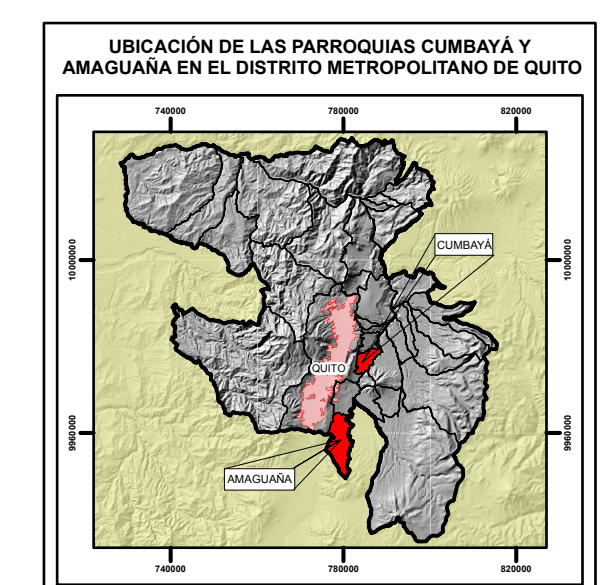 UBICACIÓN DE LAS PARROQUIAS CUMBAYÁ Y
AMAGUAÑA EN EL DISTRITO METROPOLITANO DE QUITO
740000
780000
820000
10000000
10000000
CUMBAYÁ
QUITO
9960000
9960000
AMAGUAÑA
740000
780000
820000